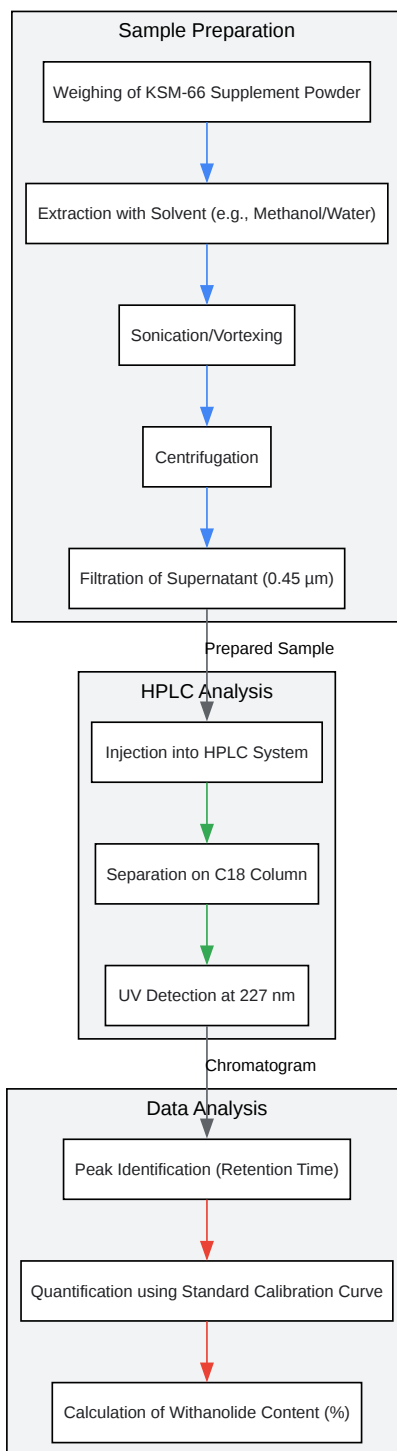 Sample Preparation
Weighing of KSM-66 Supplement Powder
Extraction with Solvent (e.g., Methanol/Water)
Sonication/Vortexing
Centrifugation
Filtration of Supernatant (0.45 µm)
Prepared Sample
HPLC Analysis
Injection into HPLC System
Separation on C18 Column
UV Detection at 227 nm
Chromatogram
Data Analysis
Peak Identification (Retention Time)
Quantification using Standard Calibration Curve
Calculation of Withanolide Content (%)